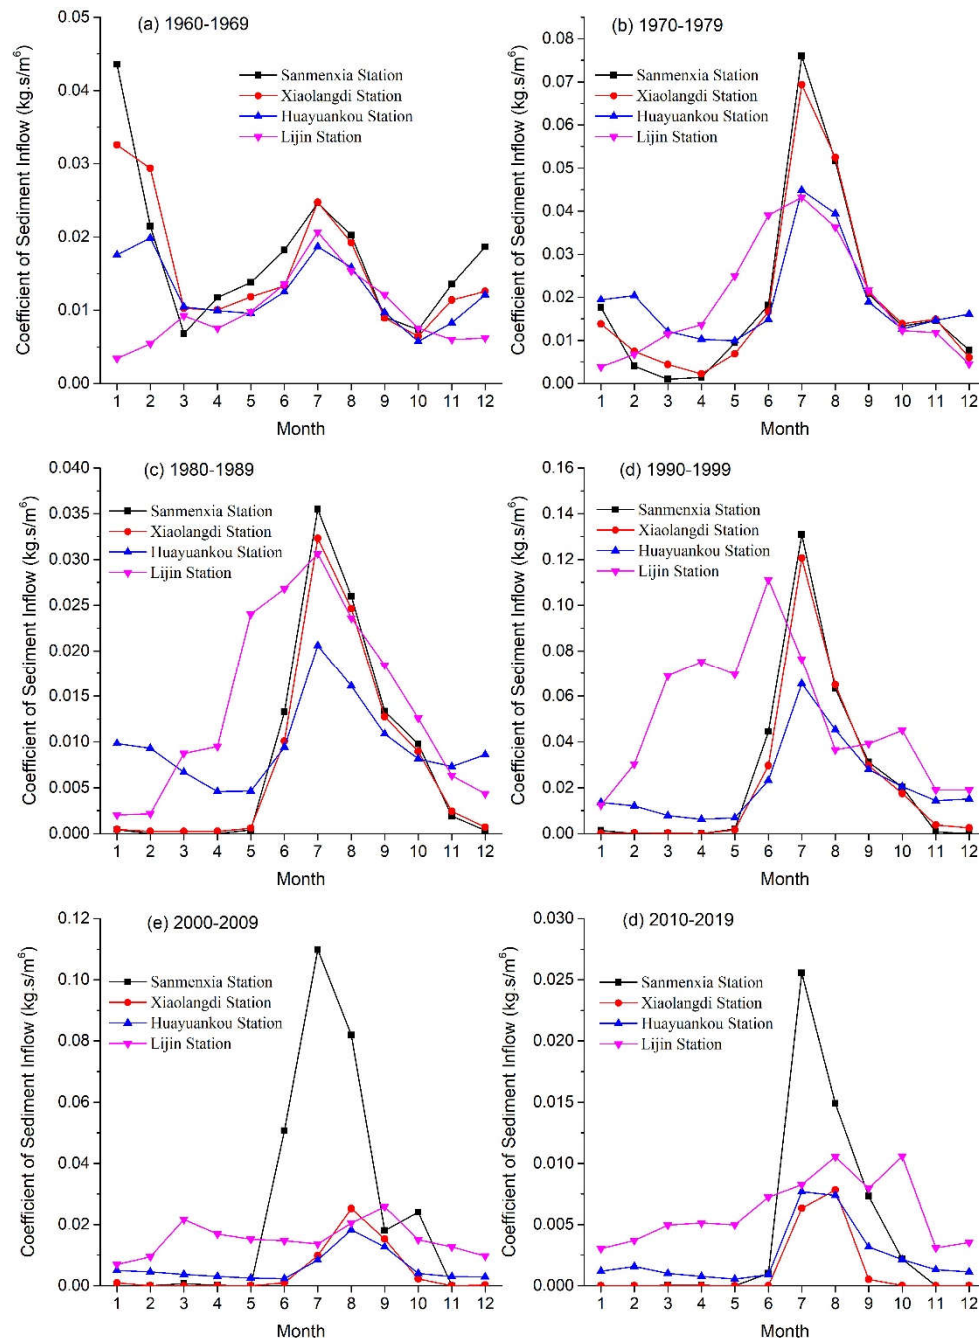 (a) 1960-1969
Coefficient of Sediment Inflow (kg.s/m⁶)
0.05
0.04
0.03
0.02
0.01
0.00
Sanmenxia Station
Xiaolangdi Station
Huayuankou Station
Lijin Station
1 2 3 4 5 6 7 8 9 10 11 12
Month
(b) 1970-1979
Coefficient of Sediment Inflow (kg.s/m⁶)
0.08
0.07
0.06
0.05
0.04
0.03
0.02
0.01
0.00
Sanmenxia Station
Xiaolangdi Station
Huayuankou Station
Lijin Station
1 2 3 4 5 6 7 8 9 10 11 12
Month
(c) 1980-1989
Coefficient of Sediment Inflow (kg.s/m⁶)
0.040
0.035
0.030
0.025
0.020
0.015
0.010
0.005
0.000
Sanmenxia Station
Xiaolangdi Station
Huayuankou Station
Lijin Station
1 2 3 4 5 6 7 8 9 10 11 12
Month
(d) 1990-1999
Coefficient of Sediment Inflow (kg.s/m⁶)
0.16
0.14
0.12
0.10
0.08
0.06
0.04
0.02
0.00
Sanmenxia Station
Xiaolangdi Station
Huayuankou Station
Lijin Station
1 2 3 4 5 6 7 8 9 10 11 12
Month
(e) 2000-2009
Coefficient of Sediment Inflow (kg.s/m⁶)
0.12
0.10
0.08
0.06
0.04
0.02
0.00
Sanmenxia Station
Xiaolangdi Station
Huayuankou Station
Lijin Station
1 2 3 4 5 6 7 8 9 10 11 12
Month
(d) 2010-2019
Coefficient of Sediment Inflow (kg.s/m⁶)
0.030
0.025
0.020
0.015
0.010
0.005
0.000
Sanmenxia Station
Xiaolangdi Station
Huayuankou Station
Lijin Station
1 2 3 4 5 6 7 8 9 10 11 12
Month